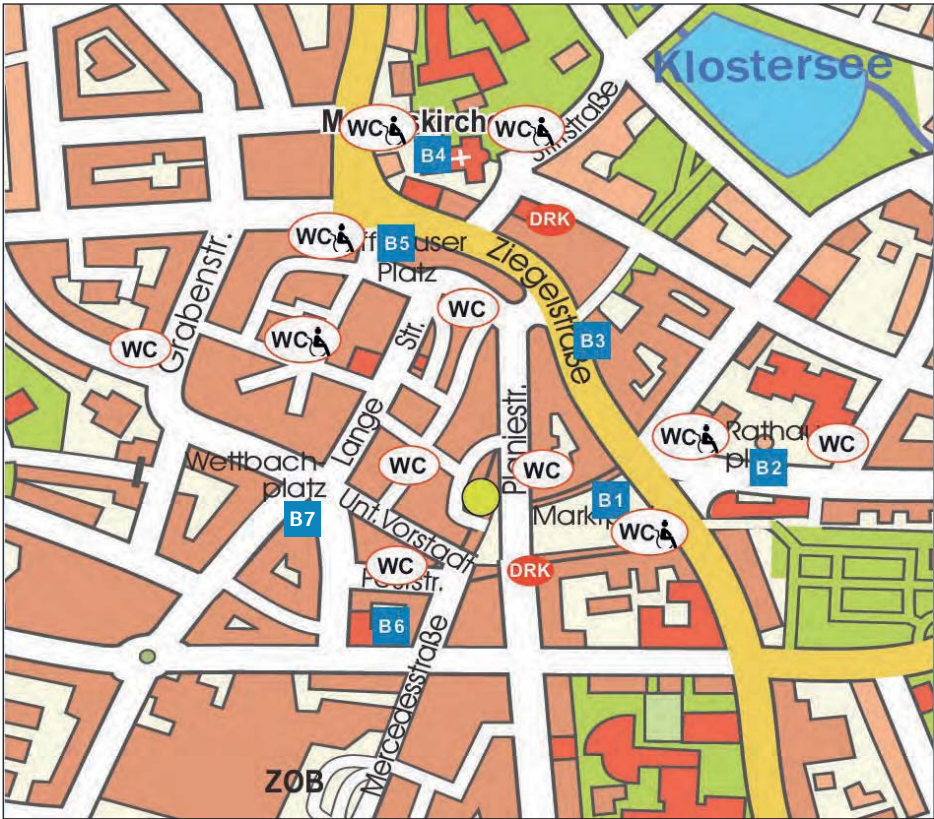 Klostersee
WC
WC
B4
DRK
WC
B5
Platz
Ziegelstraße
Grabenstr.
WC
WC
WC
Str.
B3
Lange
WC
WC
WC
B2
Wettbach-
platz
WC
WC
B1
B7
Unt.Vorstadt
WC
WC
DRK
B6
Mercedesstraße
ZOB